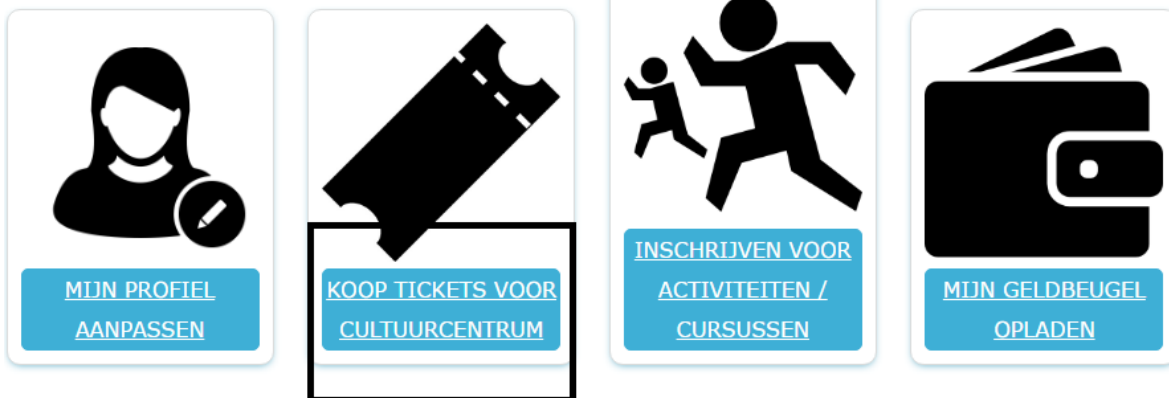 MIJN PROFIEL
AANPASSEN
KOOP TICKETS VOOR
CULTUURCENTRUM
INSCHRIJVEN VOOR
ACTIVITEITEN /
CURSUSSEN
MIJN GELDBEUGEL
OPLADEN